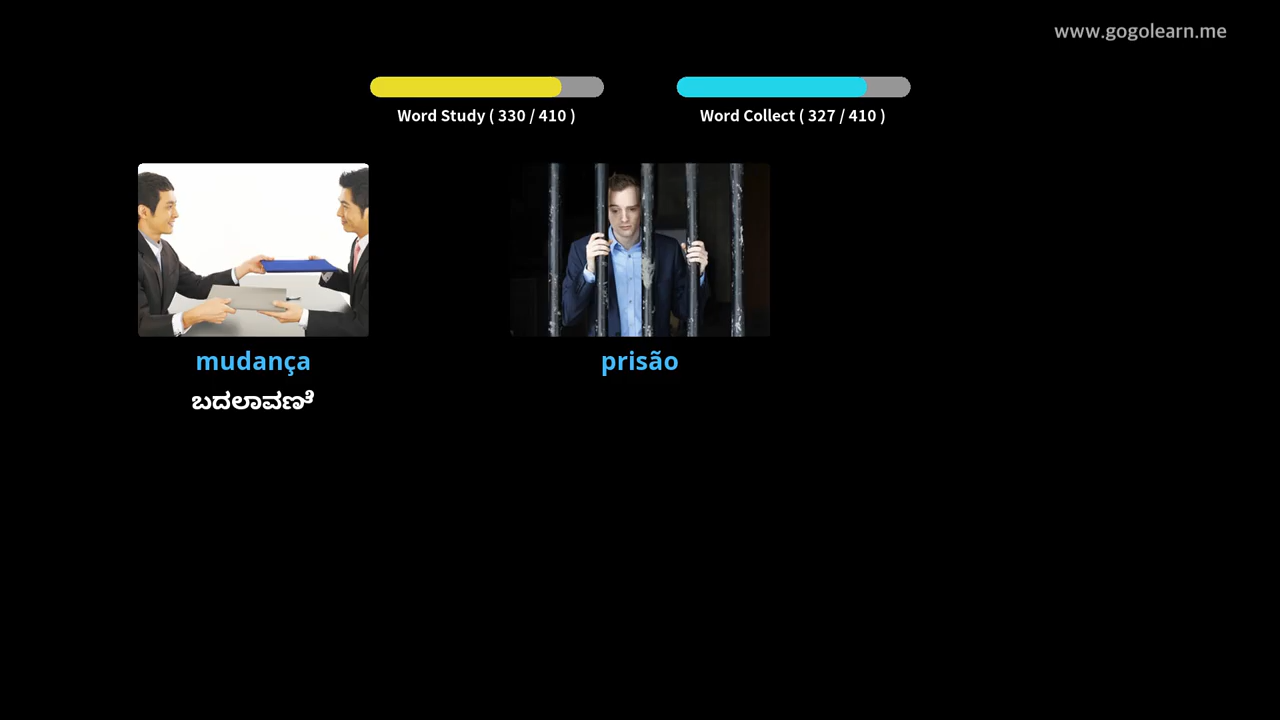 www.gogolearn.me
Word Study ( 330 / 410 )
Word Collect ( 327 / 410 )
mudança
prisão
ಬದಲಾವಣೆ